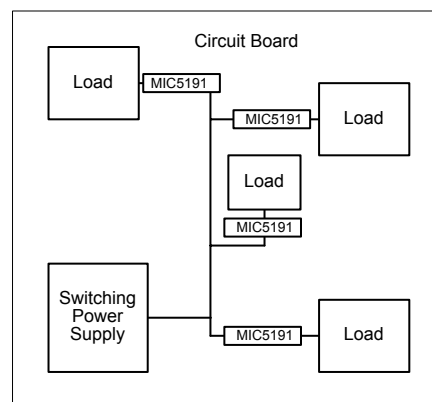 Circuit Board
Load
MIC5191
MIC5191
Load
Load
MIC5191
Switching
Power
Supply
MIC5191
Load